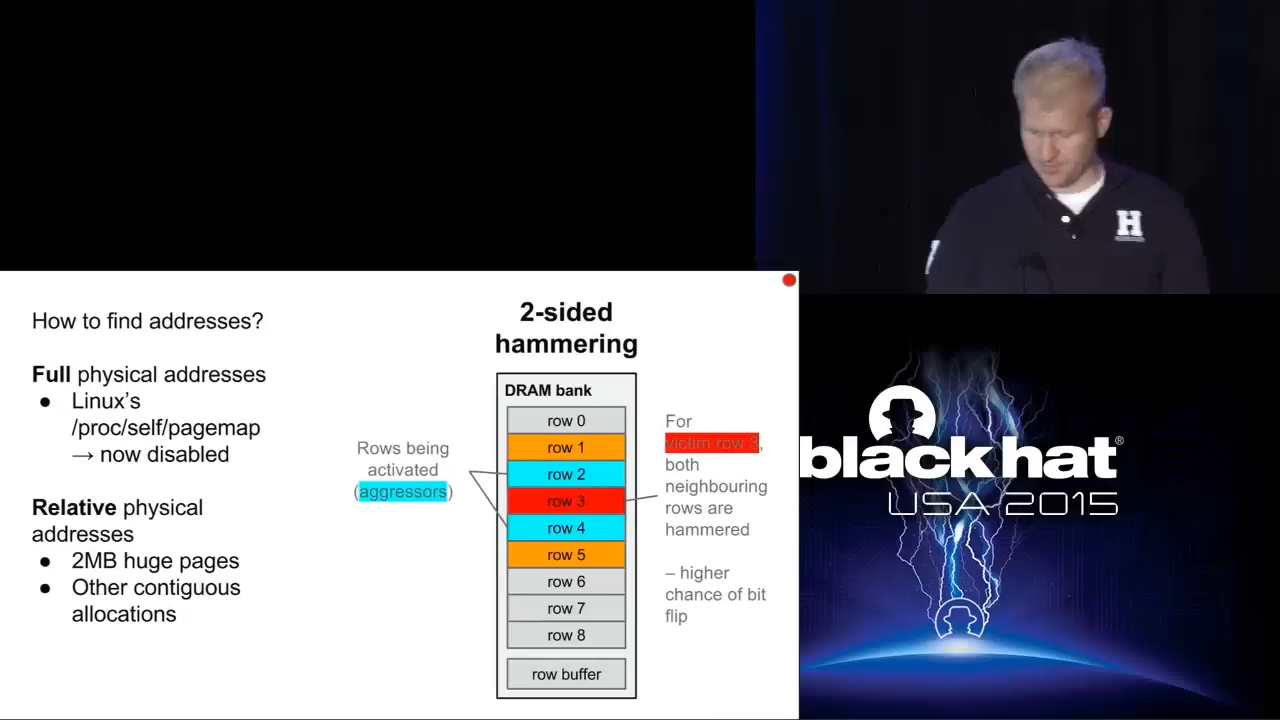 How to find addresses?
Full physical addresses
● Linux's
/proc/self/pagemap
→ now disabled
Relative physical
addresses
● 2MB huge pages
● Other contiguous
allocations
2-sided
hammering
DRAM bank
row 0
row 1
row 2
row 3
row 4
row 5
row 6
row 7
row 8
row buffer
Rows being
activated
(aggressors)
For
victim row 3,
both
neighbouring
rows are
hammered
– higher
chance of bit
flip
H
black hat®
USA 2015